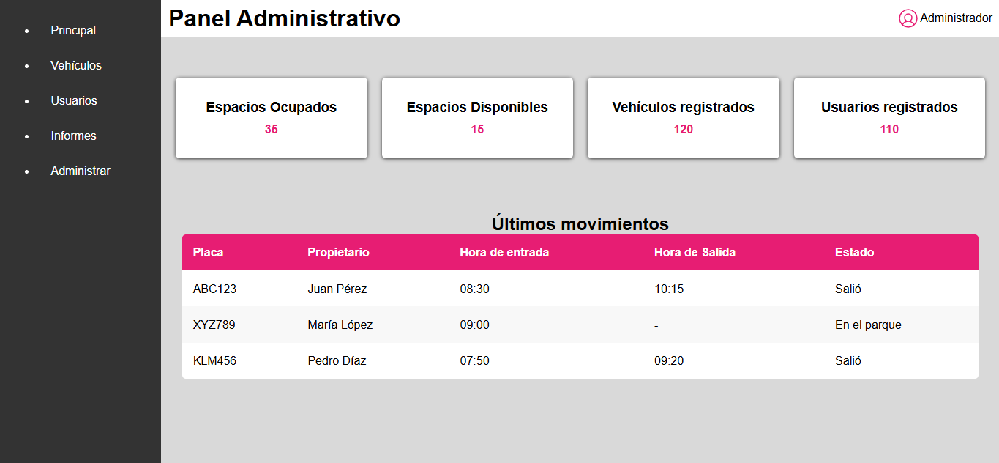 Panel Administrativo
Administrador
Principal
Vehículos
Usuarios
Informes
Administrar
Espacios Ocupados
35
Espacios Disponibles
15
Vehículos registrados
120
Usuarios registrados
110
Últimos movimientos
Placa Propietario Hora de entrada Hora de Salida Estado
ABC123 Juan Pérez 08:30 10:15 Salió
XYZ789 María López 09:00 - En el parque
KLM456 Pedro Díaz 07:50 09:20 Salió